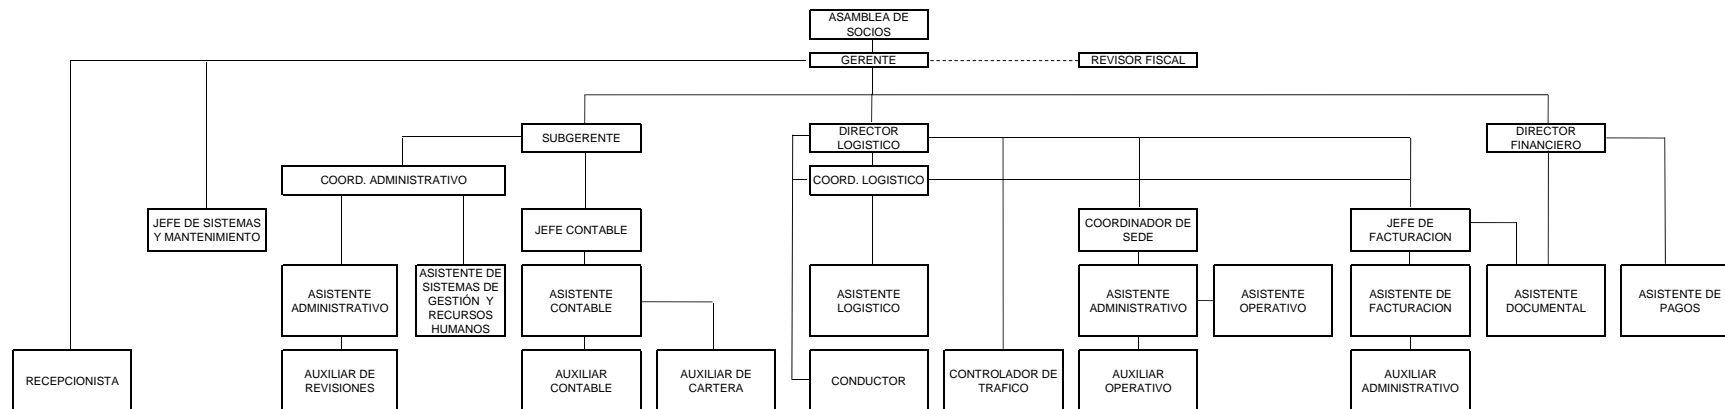 ASAMBLEA DE
SOCIOS
GERENTE
REVISOR FISCAL
SUBGERENTE
DIRECTOR
LOGISTICO
DIRECTOR
FINANCIERO
COORD. ADMINISTRATIVO
COORD. LOGISTICO
JEFE DE SISTEMAS
Y MANTENIMIENTO
JEFE CONTABLE
COORDINADOR DE
SEDE
JEFE DE
FACTURACION
ASISTENTE
ADMINISTRATIVO
ASISTENTE DE
SISTEMAS DE
GESTIÓN Y
RECURSOS
HUMANOS
ASISTENTE
CONTABLE
ASISTENTE
LOGISTICO
ASISTENTE
ADMINISTRATIVO
ASISTENTE
OPERATIVO
ASISTENTE DE
FACTURACION
ASISTENTE
DOCUMENTAL
ASISTENTE DE
PAGOS
RECEPCIONISTA
AUXILIAR DE
REVISIONES
AUXILIAR
CONTABLE
AUXILIAR DE
CARTERA
CONDUCTOR
CONTROLADOR DE
TRAFICO
AUXILIAR
OPERATIVO
AUXILIAR
ADMINISTRATIVO